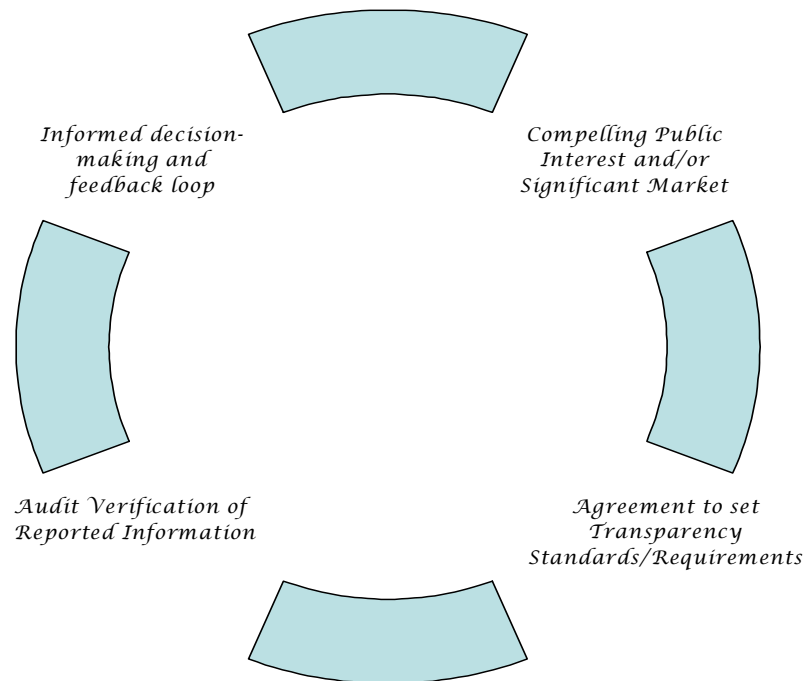 Informed decision-
making and
feedback loop
Compelling Public
Interest and/or
Significant Market
Audit Verification of
Reported Information
Agreement to set
Transparency
Standards/Requirements